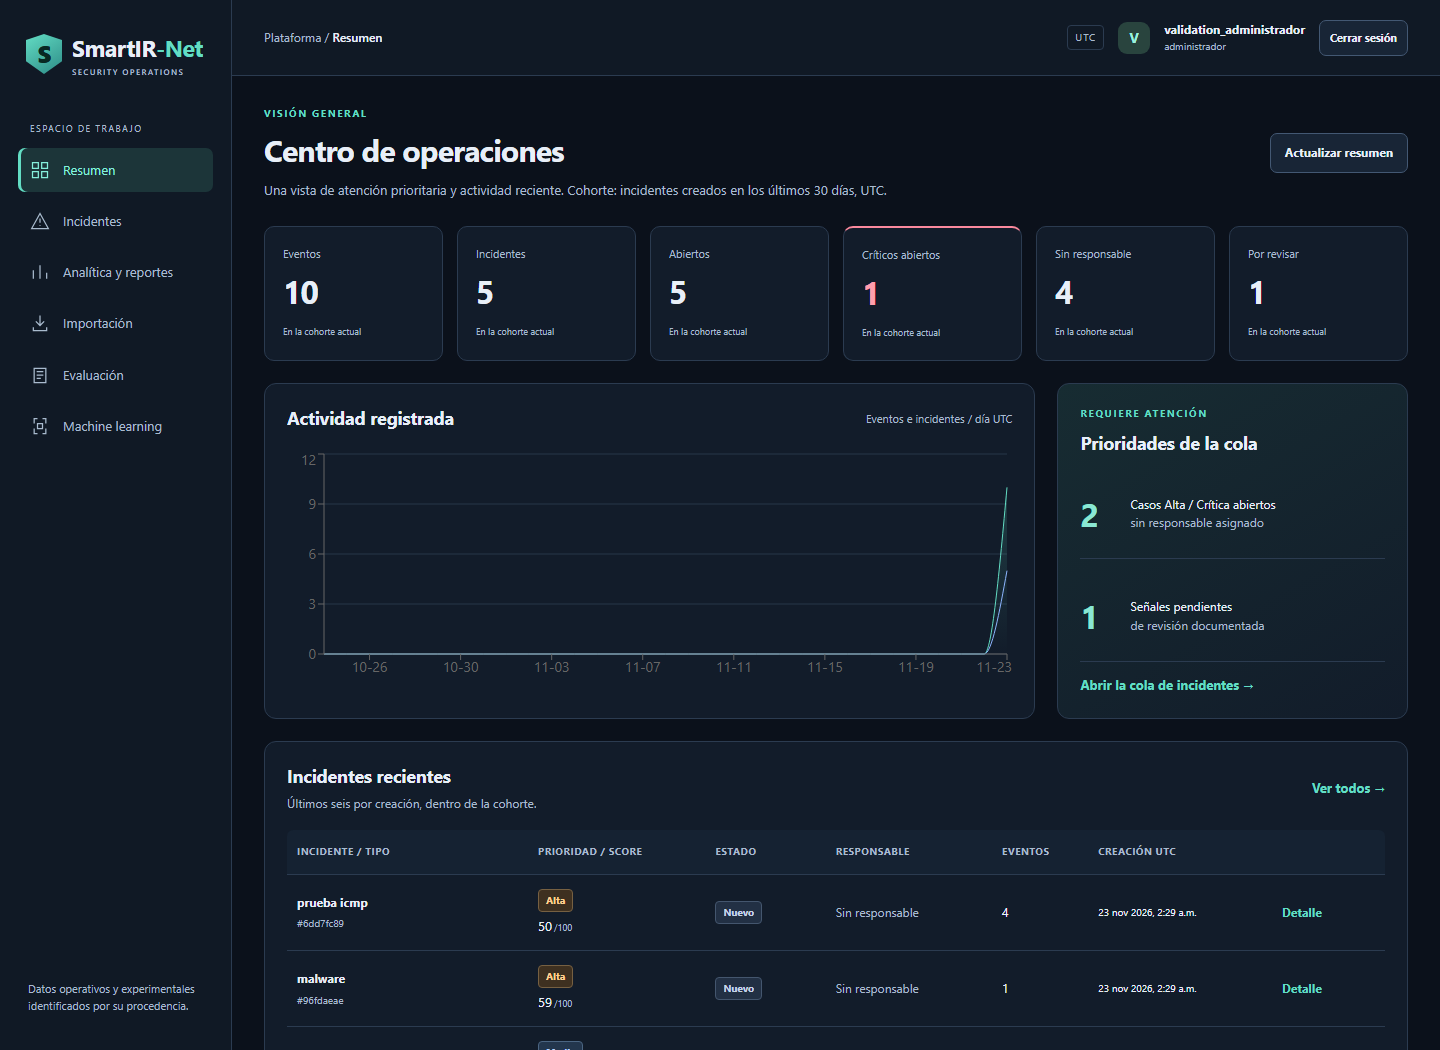 SmartIR-Net
SECURITY OPERATIONS
ESPACIO DE TRABAJO
Resumen
Incidentes
Analítica y reportes
Importación
Evaluación
Machine learning
Datos operativos y experimentales
identificados por su procedencia.
Plataforma / Resumen
UTC
V
validation_administrador
administrador
Cerrar sesión
VISIÓN GENERAL
Centro de operaciones
Una vista de atención prioritaria y actividad reciente. Cohorte: incidentes creados en los últimos 30 días, UTC.
Actualizar resumen
Eventos
10
En la cohorte actual
Incidentes
5
En la cohorte actual
Abiertos
5
En la cohorte actual
Críticos abiertos
1
En la cohorte actual
Sin responsable
4
En la cohorte actual
Por revisar
1
En la cohorte actual
Actividad registrada
Eventos e incidentes / día UTC
12
9
6
3
0
10-26 10-30 11-03 11-07 11-11 11-15 11-19 11-23
REQUIERE ATENCIÓN
Prioridades de la cola
2
Casos Alta / Crítica abiertos
sin responsable asignado
1
Señales pendientes
de revisión documentada
Abrir la cola de incidentes →
Incidentes recientes
Últimos seis por creación, dentro de la cohorte.
Ver todos →
INCIDENTE / TIPO PRIORIDAD / SCORE ESTADO RESPONSABLE EVENTOS CREACIÓN UTC
prueba icmp
#6dd7fc89
Alta
50 /100
Nuevo
Sin responsable
4
23 nov 2026, 2:29 a.m.
Detalle
malware
#96fdaeae
Alta
59 /100
Nuevo
Sin responsable
1
23 nov 2026, 2:29 a.m.
Detalle